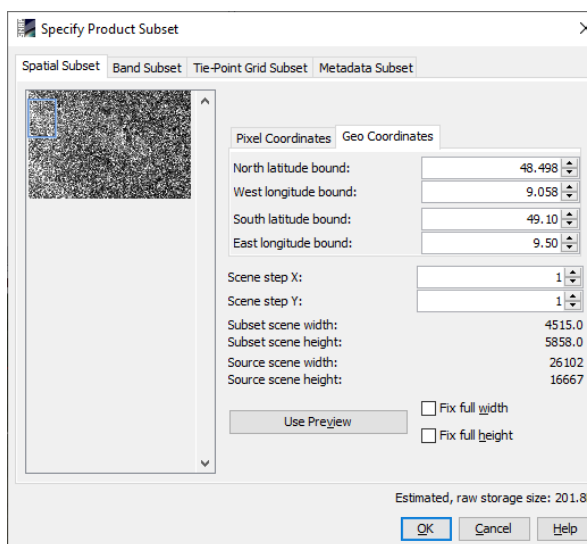 Specify Product Subset
Spatial Subset Band Subset Tie-Point Grid Subset Metadata Subset
Pixel Coordinates Geo Coordinates
North latitude bound: 48.498
West longitude bound: 9.058
South latitude bound: 49.10
East longitude bound: 9.50
Scene step X: 1
Scene step Y: 1
Subset scene width: 4515.0
Subset scene height: 5858.0
Source scene width: 26102
Source scene height: 16667
Use Preview
Fix full width
Fix full height
Estimated, raw storage size: 201.8
OK Cancel Help